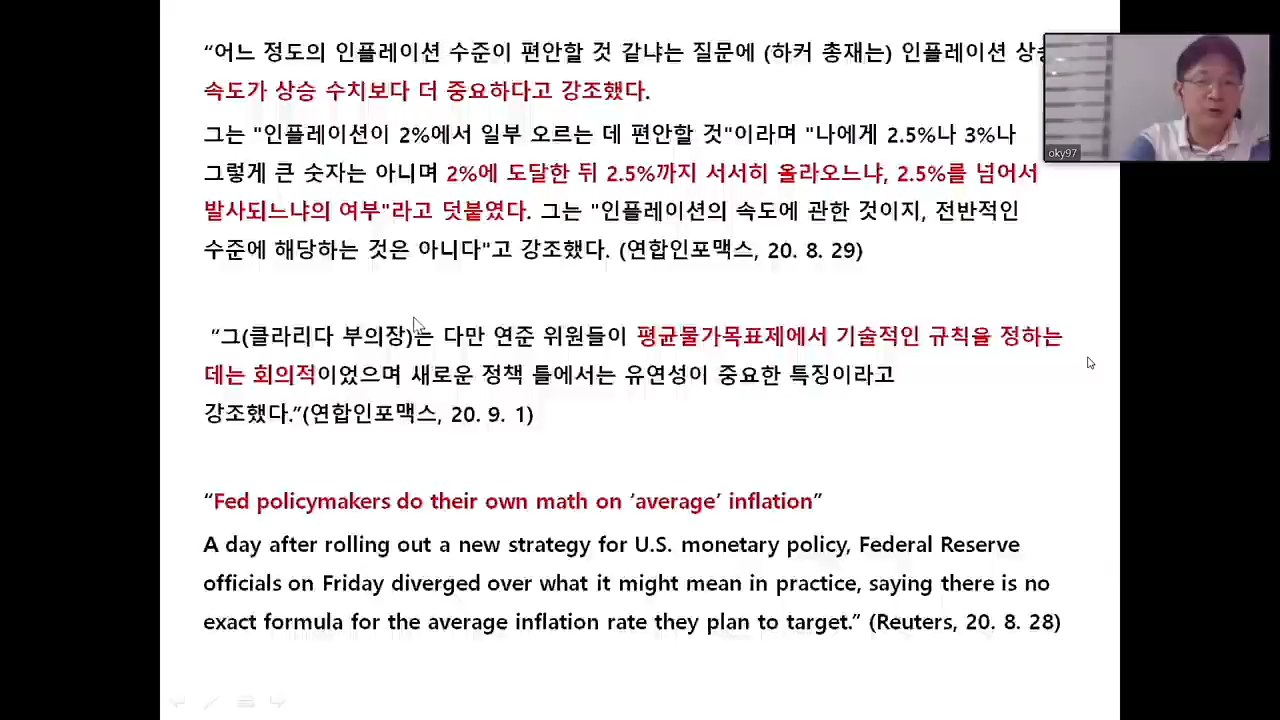 “어느 정도의 인플레이션 수준이 편안할 것 같냐는 질문에 (하커 총재는) 인플레이션
속도가 상승 수치보다 더 중요하다고 강조했다.
그는 "인플레이션이 2%에서 일부 오르는 데 편안할 것"이라며 "나에게 2.5%나 3%나
그렇게 큰 숫자는 아니며 2%에 도달한 뒤 2.5%까지 서서히 올라오느냐, 2.5%를 넘어서
발사되느냐의 여부"라고 덧붙였다. 그는 "인플레이션의 속도에 관한 것이지, 전반적인
수준에 해당하는 것은 아니다"고 강조했다. (연합인포맥스, 20. 8. 29)
“그(클라리다 부의장)는 다만 연준 위원들이 평균물가목표제에서 기술적인 규칙을 정하는
데는 회의적이었으며 새로운 정책 틀에서는 유연성이 중요한 특징이라고
강조했다.”(연합인포맥스, 20. 9. 1)
“Fed policymakers do their own math on ‘average’ inflation”
A day after rolling out a new strategy for U.S. monetary policy, Federal Reserve
officials on Friday diverged over what it might mean in practice, saying there is no
exact formula for the average inflation rate they plan to target.” (Reuters, 20. 8. 28)
oky97